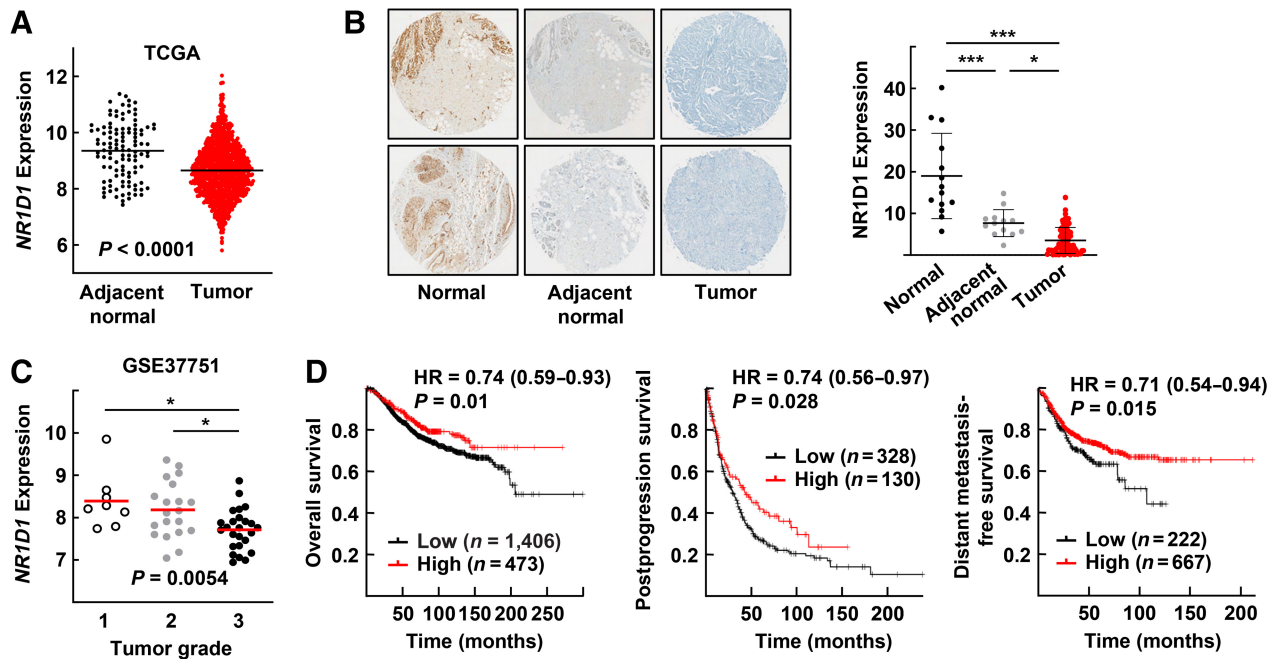 A
TCGA
NR1D1 Expression
12
10
8
6
P < 0.0001
Adjacent
normal
Tumor
B
Normal
Adjacent
normal
Tumor
NR1D1 Expression
40
30
20
10
***
***
*
Normal
Adjacent
normal
Tumor
C
GSE37751
NR1D1 Expression
10
9
8
7
*
*
P = 0.0054
1
2
3
Tumor grade
D
HR = 0.74 (0.59–0.93)
P = 0.01
Overall survival
0.8
0.6
0.4
0.2
Low (n = 1,406)
High (n = 473)
50
100
150
200
250
Time (months)
HR = 0.74 (0.56–0.97)
P = 0.028
Postprogression survival
0.8
0.6
0.4
0.2
Low (n = 328)
High (n = 130)
50
100
150
200
Time (months)
HR = 0.71 (0.54–0.94)
P = 0.015
Distant metastasis-
free survival
0.8
0.6
0.4
0.2
Low (n = 222)
High (n = 667)
50
100
150
200
Time (months)